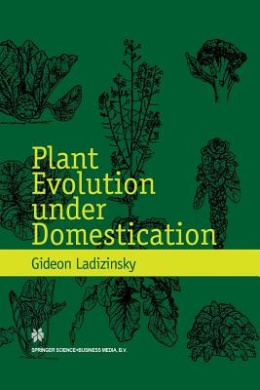 Plant
Evolution
under
Domestication
Gideon Ladizinsky
SPRINGER SCIENCE+BUSINESS MEDIA, B.V.